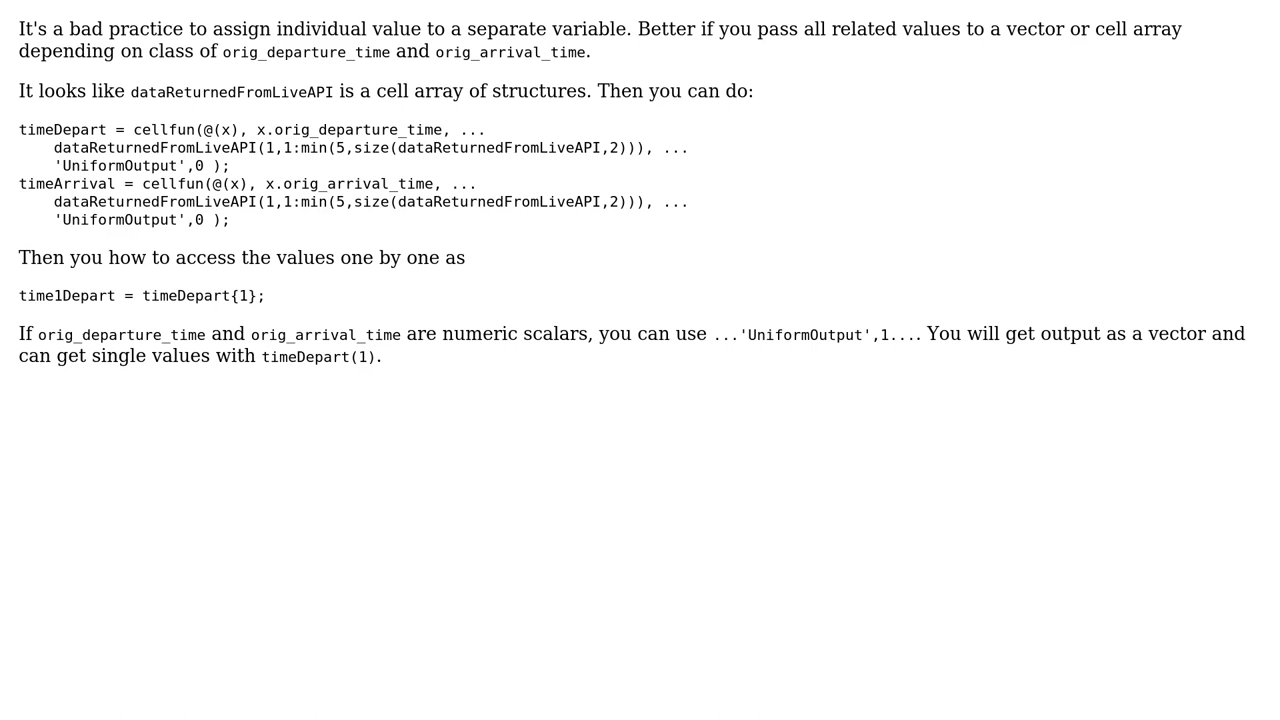 It's a bad practice to assign individual value to a separate variable. Better if you pass all related values to a vector or cell array
depending on class of orig_departure_time and orig_arrival_time.
It looks like dataReturnedFromLiveAPI is a cell array of structures. Then you can do:
timeDepart = cellfun(@(x), x.orig_departure_time, ...
    dataReturnedFromLiveAPI(1,1:min(5,size(dataReturnedFromLiveAPI,2))), ...
    'UniformOutput',0 );
timeArrival = cellfun(@(x), x.orig_arrival_time, ...
    dataReturnedFromLiveAPI(1,1:min(5,size(dataReturnedFromLiveAPI,2))), ...
    'UniformOutput',0 );
Then you how to access the values one by one as
time1Depart = timeDepart{1};
If orig_departure_time and orig_arrival_time are numeric scalars, you can use ...'UniformOutput',1.... You will get output as a vector and
can get single values with timeDepart(1).